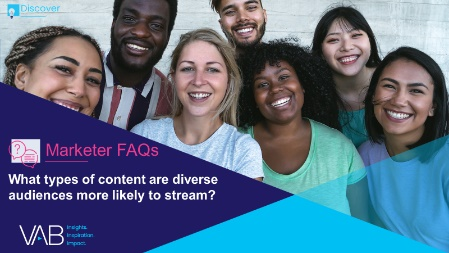 Discover
Marketer FAQs
What types of content are diverse
audiences more likely to stream?
VAB
Insights.
Inspiration.
Impact.